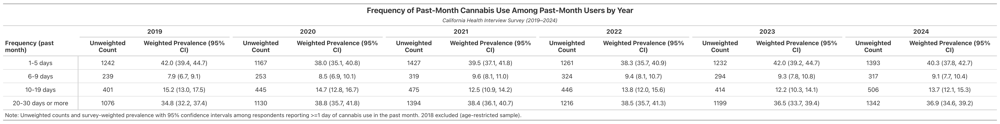 Frequency of Past-Month Cannabis Use Among Past-Month Users by Year
California Health Interview Survey (2019–2024)
2019 2020 2021 2022 2023 2024
Frequency (past month) Unweighted Count Weighted Prevalence (95% CI) Unweighted Count Weighted Prevalence (95% CI) Unweighted Count Weighted Prevalence (95% CI) Unweighted Count Weighted Prevalence (95% CI) Unweighted Count Weighted Prevalence (95% CI) Unweighted Count Weighted Prevalence (95% CI)
1-5 days 1242 42.0 (39.4, 44.7) 1167 38.0 (35.1, 40.8) 1427 39.5 (37.1, 41.8) 1261 38.3 (35.7, 40.9) 1232 42.0 (39.2, 44.7) 1393 40.3 (37.8, 42.7)
6-9 days 239 7.9 (6.7, 9.1) 253 8.5 (6.9, 10.1) 319 9.6 (8.1, 11.0) 324 9.4 (8.1, 10.7) 294 9.3 (7.8, 10.8) 317 9.1 (7.7, 10.4)
10-19 days 401 15.2 (13.0, 17.5) 445 14.7 (12.8, 16.7) 475 12.5 (10.9, 14.2) 446 13.8 (12.0, 15.6) 414 12.2 (10.3, 14.1) 506 13.7 (12.1, 15.3)
20-30 days or more 1076 34.8 (32.2, 37.4) 1130 38.8 (35.7, 41.8) 1394 38.4 (36.1, 40.7) 1216 38.5 (35.7, 41.3) 1199 36.5 (33.7, 39.4) 1342 36.9 (34.6, 39.2)
Note: Unweighted counts and survey-weighted prevalence with 95% confidence intervals among respondents reporting >=1 day of cannabis use in the past month. 2018 excluded (age-restricted sample).